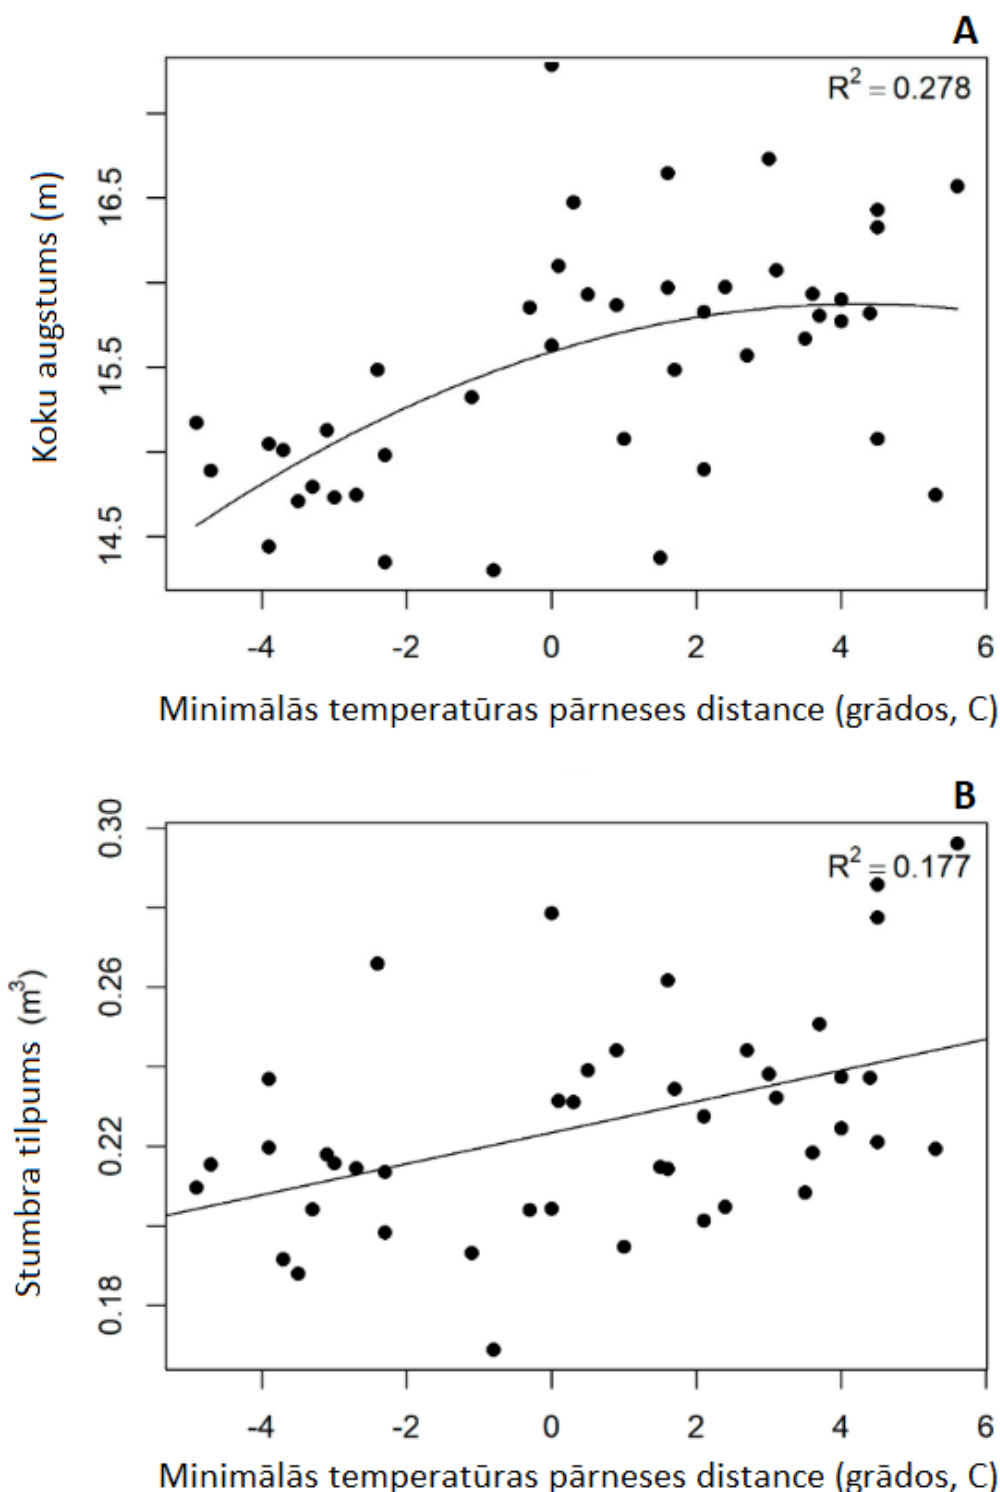 A
R² = 0.278
Koku augstums (m)
16.5
15.5
14.5
-4 -2 0 2 4 6
Minimālās temperatūras pārneses distance (grādos, C)
B
R² = 0.177
Stumbra tilpums (m³)
0.30
0.26
0.22
0.18
-4 -2 0 2 4 6
Minimālās temperatūras pārneses distance (grādos, C)